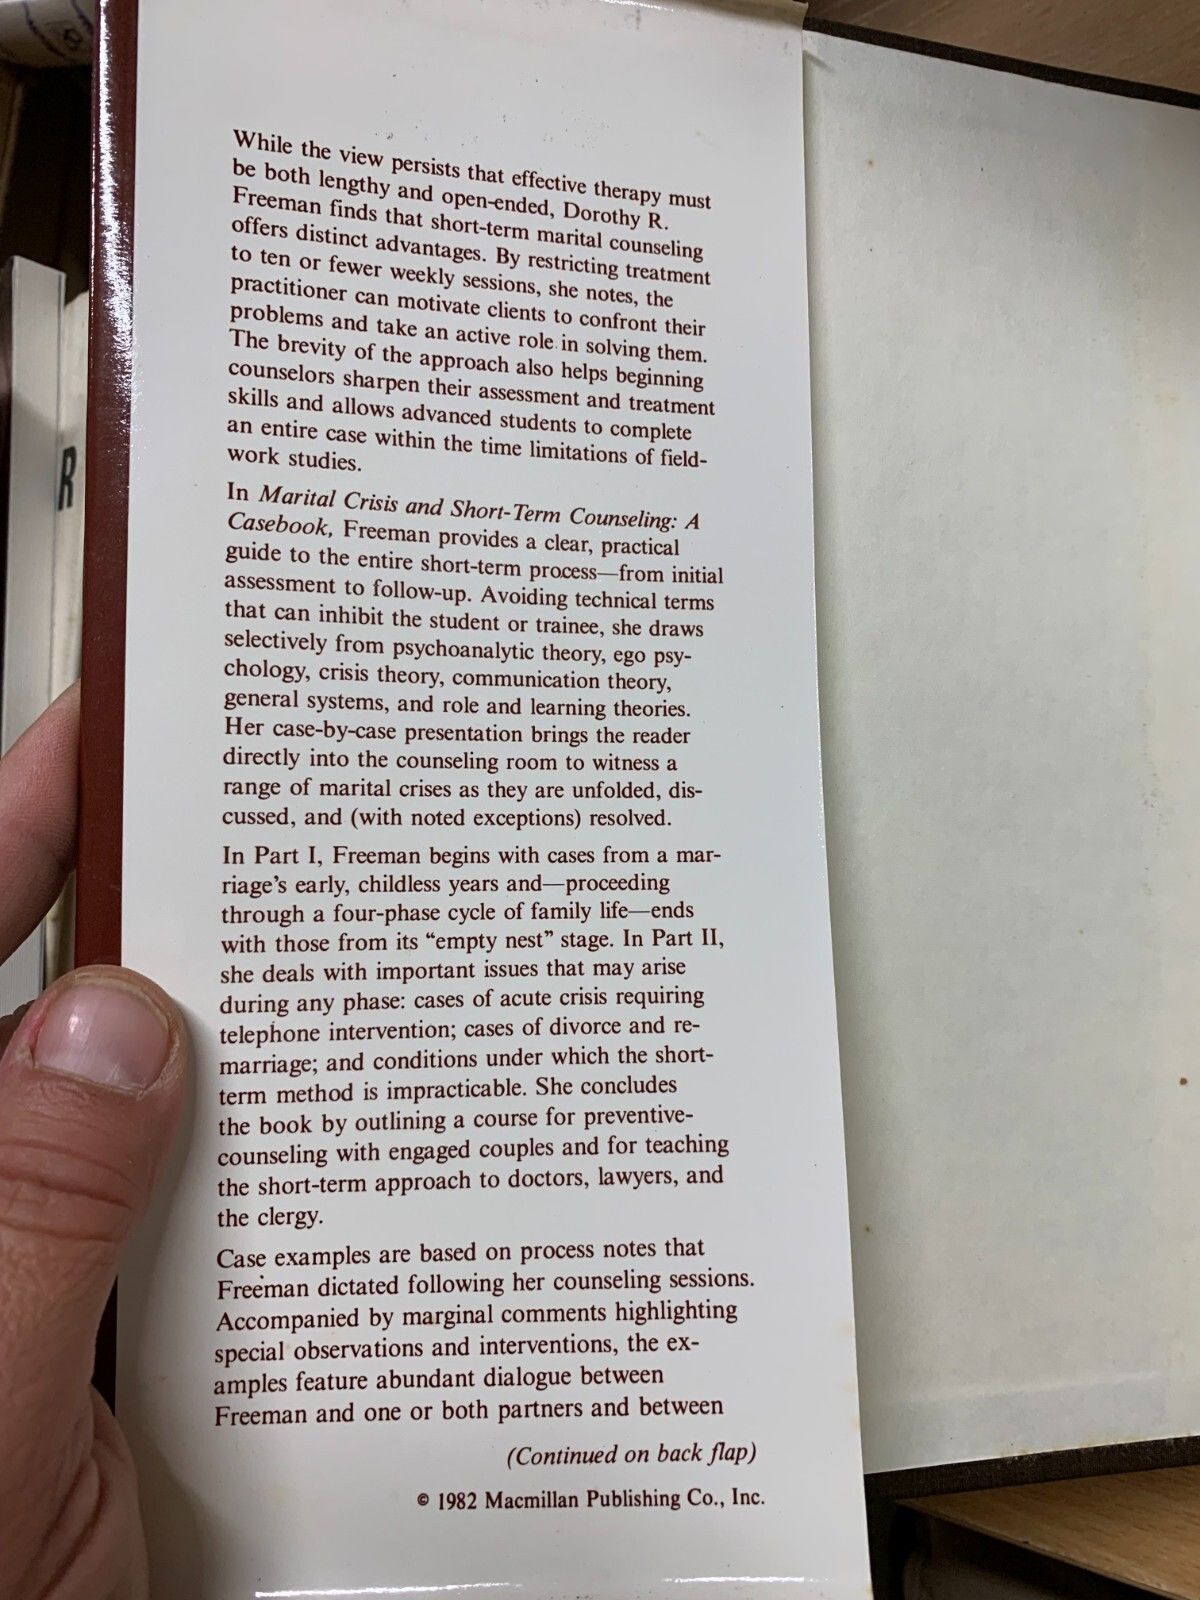 While the view persists that effective therapy must
be both lengthy and open-ended, Dorothy R.
Freeman finds that short-term marital counseling
offers distinct advantages. By restricting treatment
to ten or fewer weekly sessions, she notes, the
practitioner can motivate clients to confront their
problems and take an active role in solving them.
The brevity of the approach also helps beginning
counselors sharpen their assessment and treatment
skills and allows advanced students to complete
an entire case within the time limitations of field-
work studies.
In Marital Crisis and Short-Term Counseling: A
Casebook, Freeman provides a clear, practical
guide to the entire short-term process—from initial
assessment to follow-up. Avoiding technical terms
that can inhibit the student or trainee, she draws
selectively from psychoanalytic theory, ego psy-
chology, crisis theory, communication theory,
general systems, and role and learning theories.
Her case-by-case presentation brings the reader
directly into the counseling room to witness a
range of marital crises as they are unfolded, dis-
cussed, and (with noted exceptions) resolved.
In Part I, Freeman begins with cases from a mar-
riage's early, childless years and—proceeding
through a four-phase cycle of family life—ends
with those from its “empty nest” stage. In Part II,
she deals with important issues that may arise
during any phase: cases of acute crisis requiring
telephone intervention; cases of divorce and re-
marriage; and conditions under which the short-
term method is impracticable. She concludes
the book by outlining a course for preventive-
counseling with engaged couples and for teaching
the short-term approach to doctors, lawyers, and
the clergy.
Case examples are based on process notes that
Freeman dictated following her counseling sessions.
Accompanied by marginal comments highlighting
special observations and interventions, the ex-
amples feature abundant dialogue between
Freeman and one or both partners and between
(Continued on back flap)
© 1982 Macmillan Publishing Co., Inc.
R